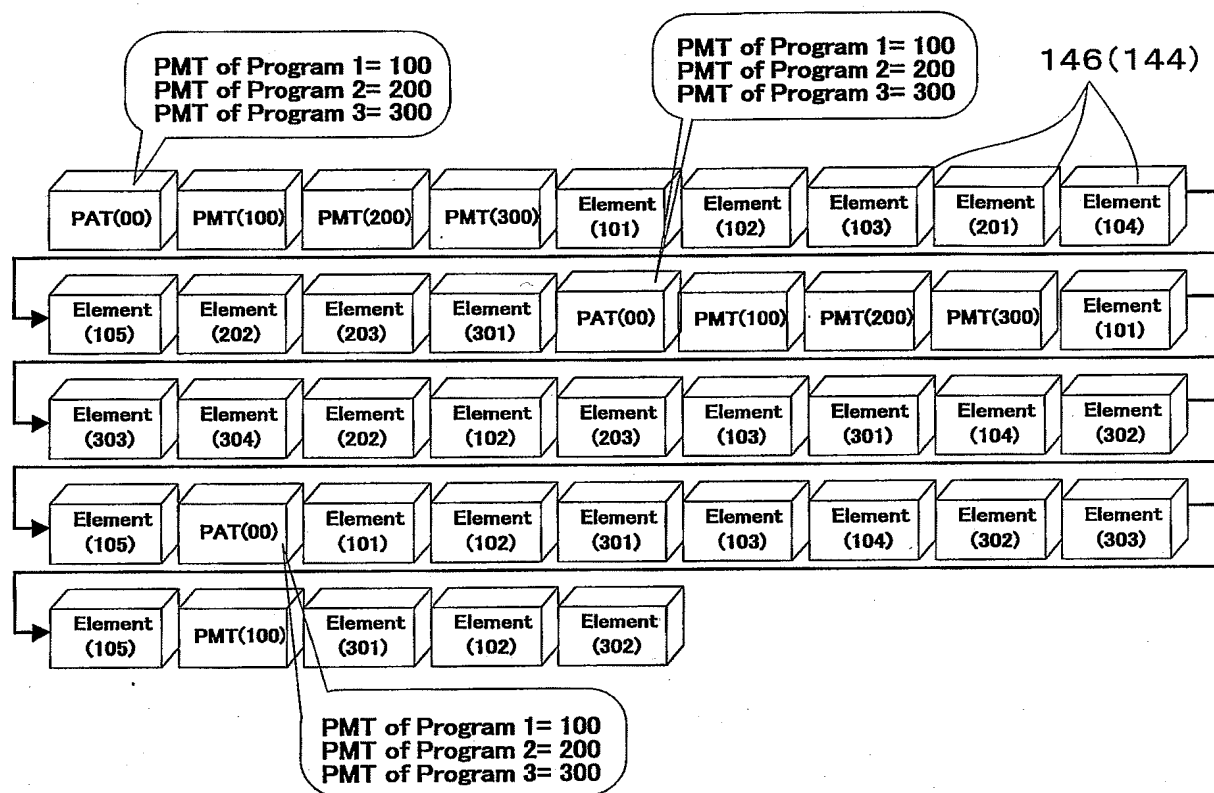 PMT of Program 1= 100
PMT of Program 2= 200
PMT of Program 3= 300
PMT of Program 1= 100
PMT of Program 2= 200
PMT of Program 3= 300
146(144)
PAT(00)
PMT(100)
PMT(200)
PMT(300)
Element
(101)
Element
(102)
Element
(103)
Element
(201)
Element
(104)
Element
(105)
Element
(202)
Element
(203)
Element
(301)
PAT(00)
PMT(100)
PMT(200)
PMT(300)
Element
(101)
Element
(303)
Element
(304)
Element
(202)
Element
(102)
Element
(203)
Element
(103)
Element
(301)
Element
(104)
Element
(302)
Element
(105)
PAT(00)
Element
(101)
Element
(102)
Element
(301)
Element
(103)
Element
(104)
Element
(302)
Element
(303)
Element
(105)
PMT(100)
Element
(301)
Element
(102)
Element
(302)
PMT of Program 1= 100
PMT of Program 2= 200
PMT of Program 3= 300